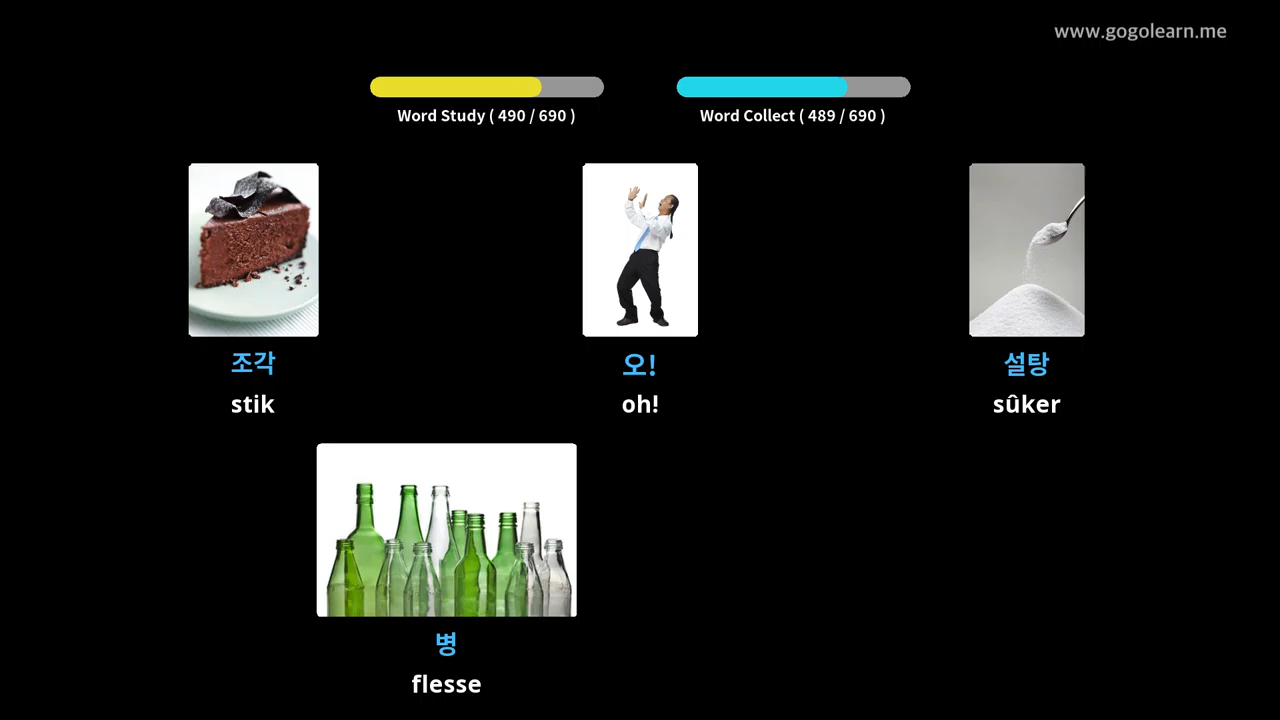 www.gogolearn.me
Word Study ( 490 / 690 )
Word Collect ( 489 / 690 )
조각
stik
오!
oh!
설탕
sûker
병
flesse